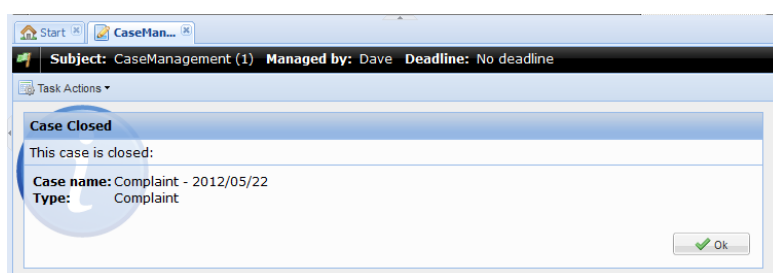 Start CaseMan...
Subject: CaseManagement (1) Managed by: Dave Deadline: No deadline
Task Actions
Case Closed
This case is closed:
Case name: Complaint - 2012/05/22
Type: Complaint
Ok